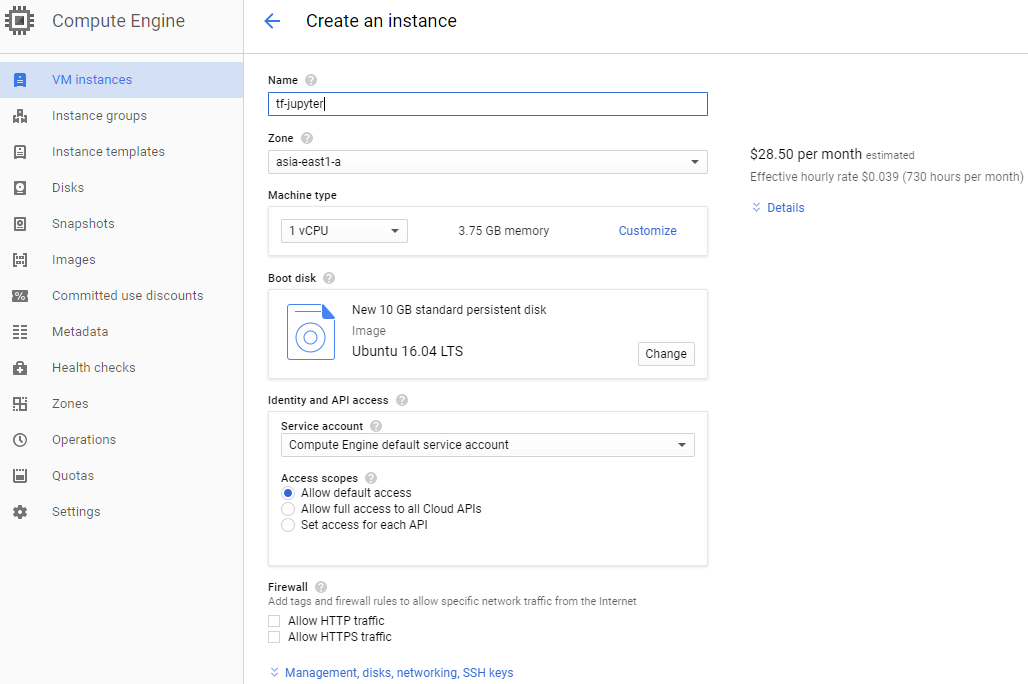 Compute Engine
Create an instance
VM instances
Instance groups
Instance templates
Disks
Snapshots
Images
Committed use discounts
Metadata
Health checks
Zones
Operations
Quotas
Settings
Name
tf-jupyter
Zone
asia-east1-a
Machine type
1 vCPU
3.75 GB memory
Customize
Boot disk
New 10 GB standard persistent disk
Image
Ubuntu 16.04 LTS
Change
Identity and API access
Service account
Compute Engine default service account
Access scopes
Allow default access
Allow full access to all Cloud APIs
Set access for each API
Firewall
Add tags and firewall rules to allow specific network traffic from the Internet
Allow HTTP traffic
Allow HTTPS traffic
Management, disks, networking, SSH keys
$28.50 per month estimated
Effective hourly rate $0.039 (730 hours per month)
Details